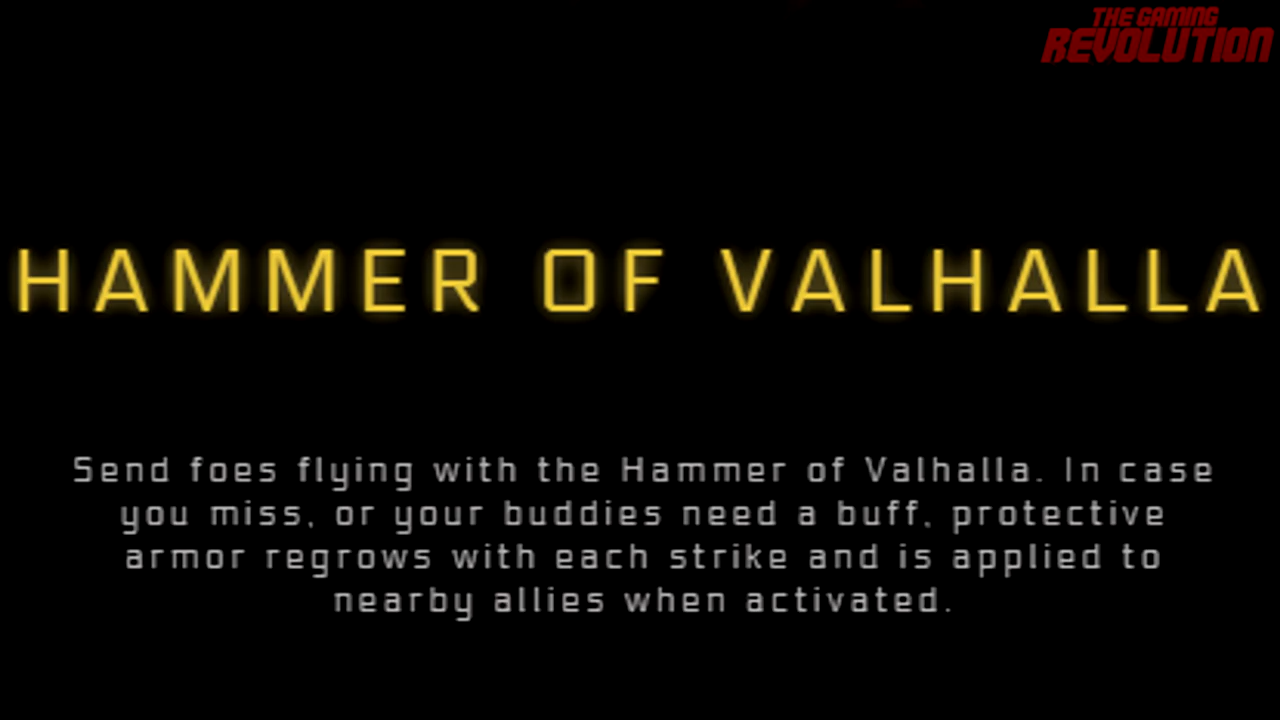 THE GAMING
REVOLUTION
HAMMER OF VALHALLA
Send foes flying with the Hammer of Valhalla. In case
you miss, or your buddies need a buff, protective
armor regrows with each strike and is applied to
nearby allies when activated.